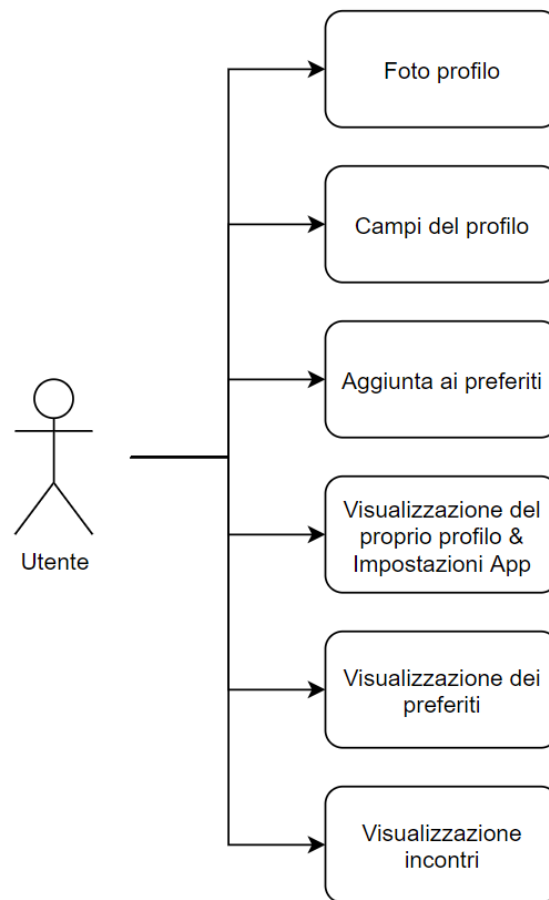 Foto profilo
Campi del profilo
Aggiunta ai preferiti
Utente
Visualizzazione del
proprio profilo &
Impostazioni App
Visualizzazione dei
preferiti
Visualizzazione
incontri